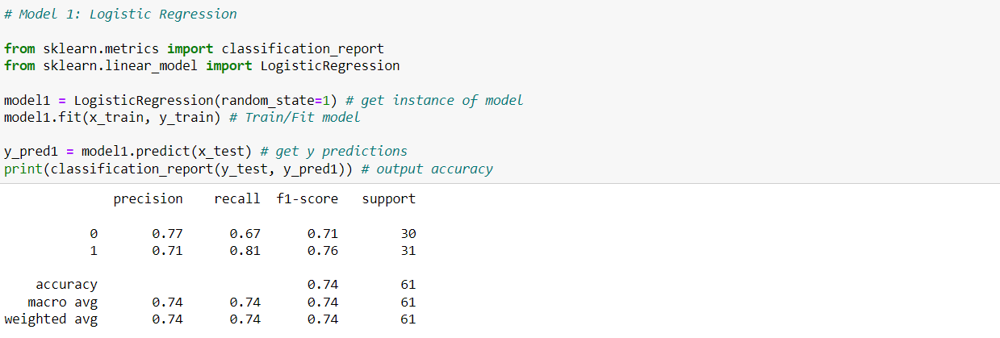 # Model 1: Logistic Regression
from sklearn.metrics import classification_report
from sklearn.linear_model import LogisticRegression
model1 = LogisticRegression(random_state=1) # get instance of model
model1.fit(x_train, y_train) # Train/Fit model
y_pred1 = model1.predict(x_test) # get y predictions
print(classification_report(y_test, y_pred1)) # output accuracy
precision recall f1-score support
0 0.77 0.67 0.71 30
1 0.71 0.81 0.76 31
accuracy 0.74 61
macro avg 0.74 0.74 0.74 61
weighted avg 0.74 0.74 0.74 61